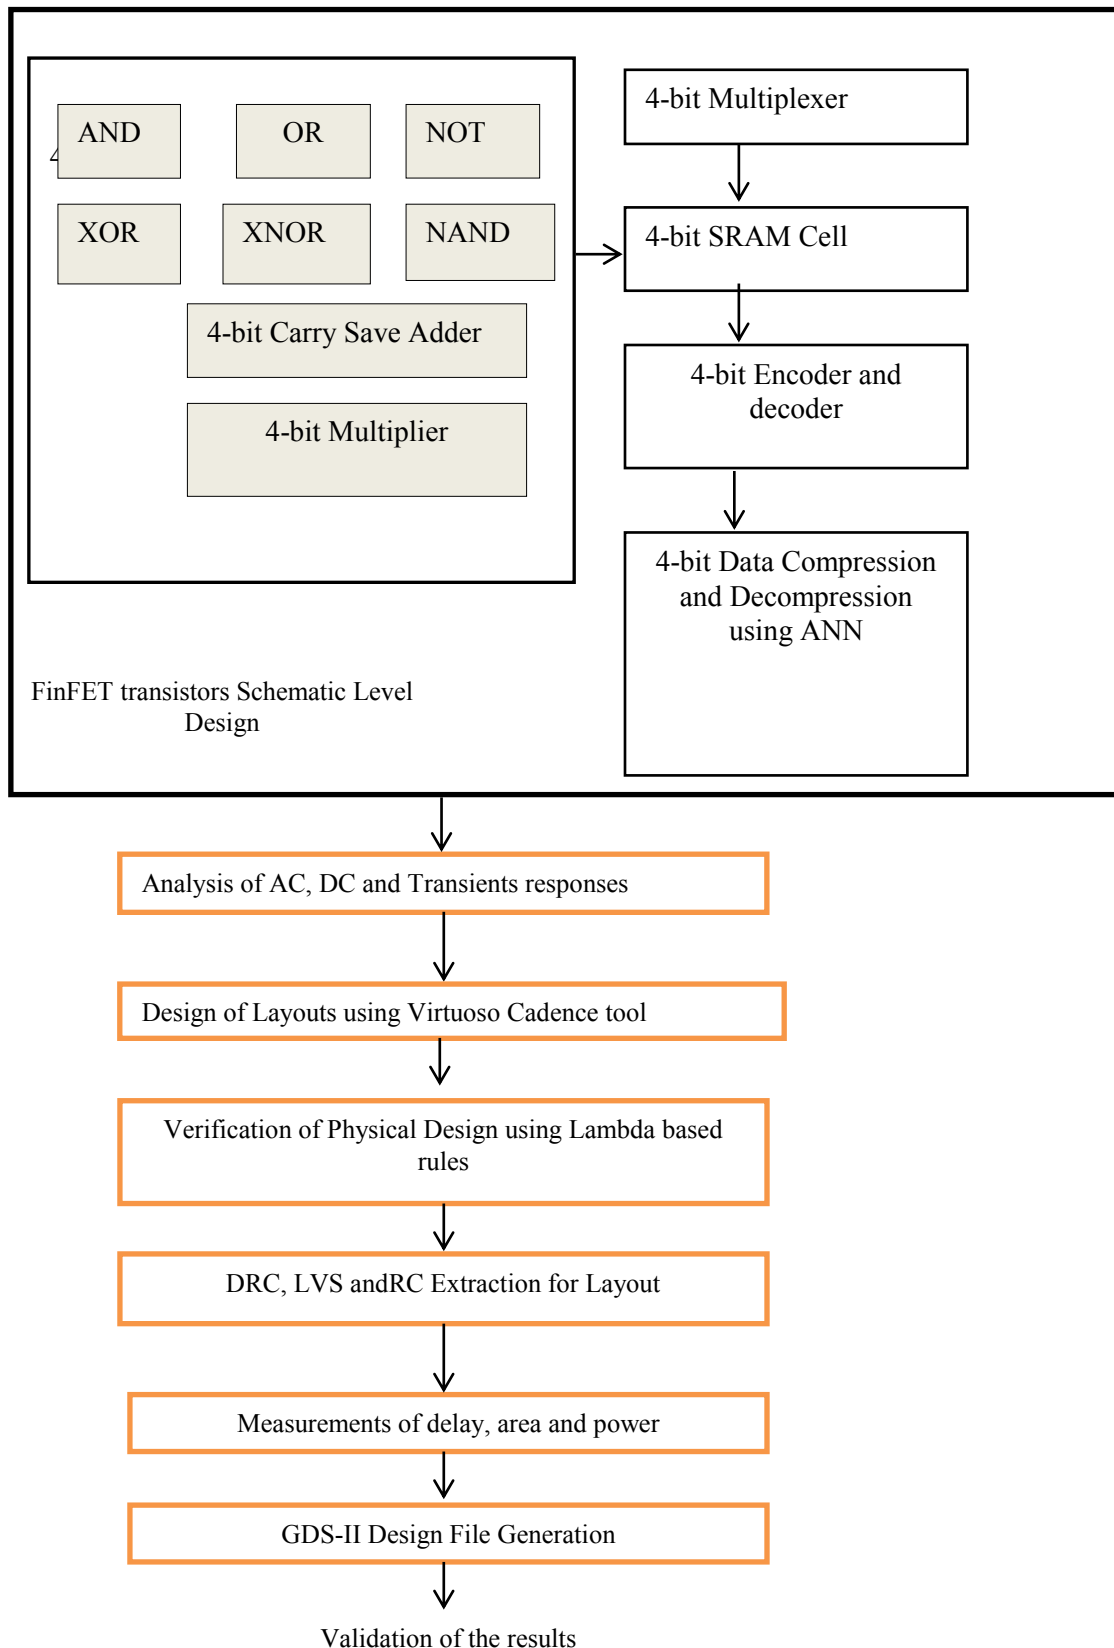 AND
OR
NOT
4
XOR
XNOR
NAND
4-bit Carry Save Adder
4-bit Multiplier
4-bit Multiplexer
4-bit SRAM Cell
4-bit Encoder and
decoder
4-bit Data Compression
and Decompression
using ANN
FinFET transistors Schematic Level
Design
Analysis of AC, DC and Transients responses
Design of Layouts using Virtuoso Cadence tool
Verification of Physical Design using Lambda based
rules
DRC, LVS andRC Extraction for Layout
Measurements of delay, area and power
GDS-II Design File Generation
Validation of the results